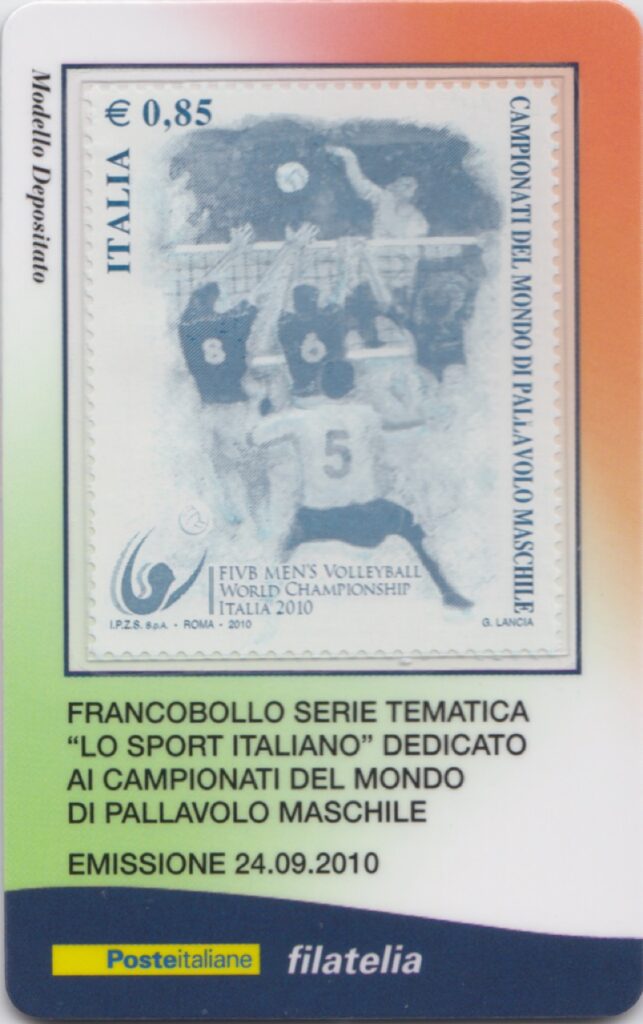 Modello Depositato
€ 0,85
ITALIA
CAMPIONATI DEL MONDO DI PALLAVOLO MASCHILE
8
6
5
FIVB MEN'S VOLLEYBALL
WORLD CHAMPIONSHIP
ITALIA 2010
I.P.Z.S. S.p.A. - ROMA - 2010
G. LANCIA
FRANCOBOLLO SERIE TEMATICA
“LO SPORT ITALIANO” DEDICATO
AI CAMPIONATI DEL MONDO
DI PALLAVOLO MASCHILE
EMISSIONE 24.09.2010
Posteitaliane filatelia